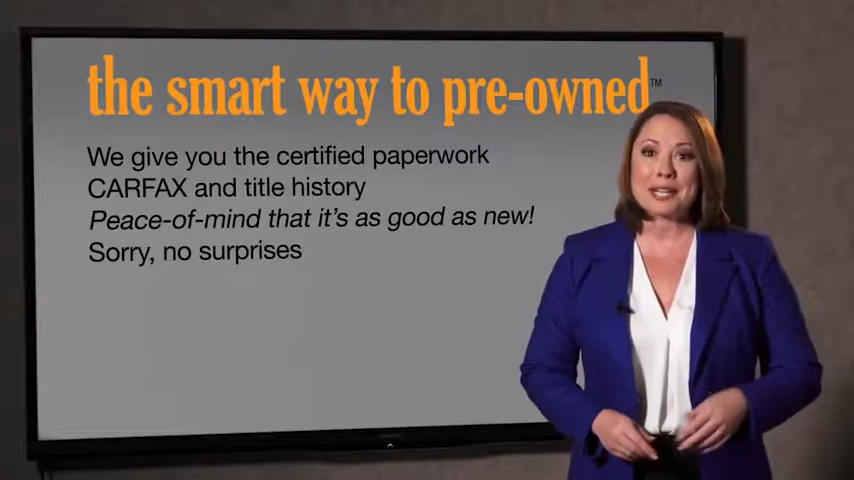 the smart way to pre-owned™
We give you the certified paperwork
CARFAX and title history
Peace-of-mind that it's as good as new!
Sorry, no surprises